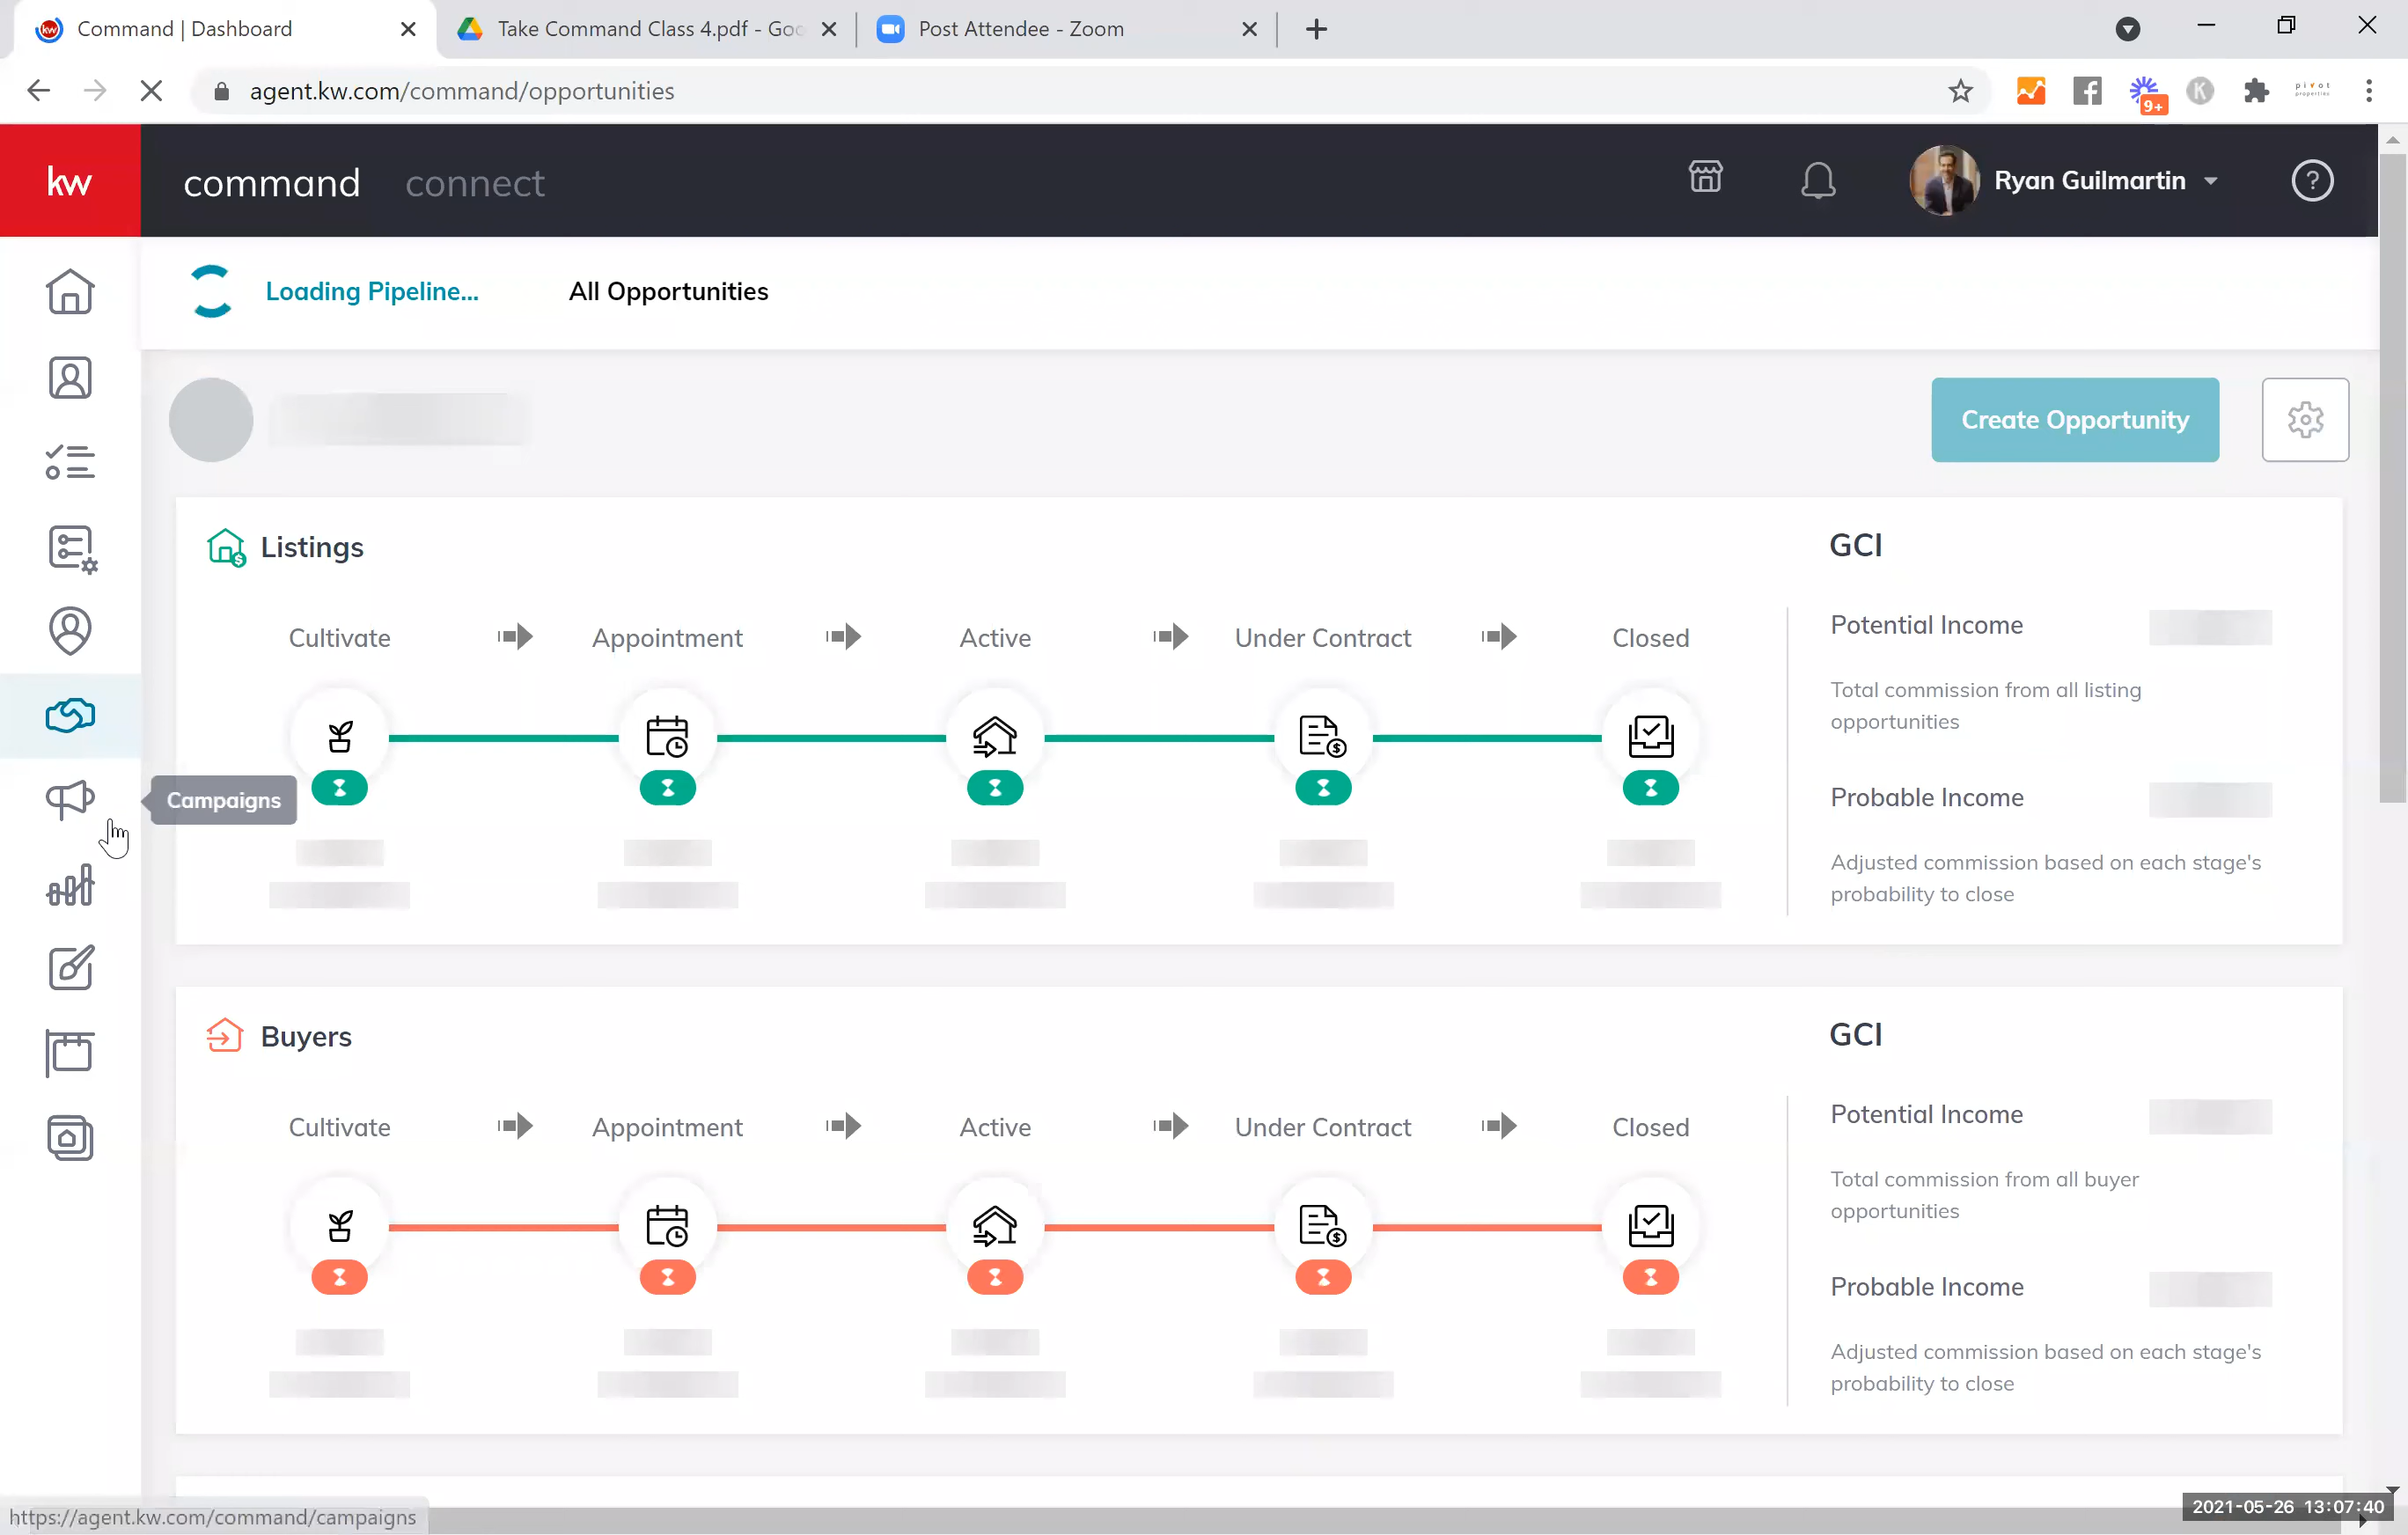 Command | Dashboard
Take Command Class 4.pdf - Goo
Post Attendee - Zoom
agent.kw.com/command/opportunities
9+
K
pivot
properties
kw
command
connect
Ryan Guilmartin
?
Loading Pipeline...
All Opportunities
Create Opportunity
Listings
GCI
Cultivate
Appointment
Active
Under Contract
Closed
Potential Income
Total commission from all listing
opportunities
Campaigns
Probable Income
Adjusted commission based on each stage's
probability to close
Buyers
GCI
Cultivate
Appointment
Active
Under Contract
Closed
Potential Income
Total commission from all buyer
opportunities
Probable Income
Adjusted commission based on each stage's
probability to close
https://agent.kw.com/command/campaigns
2021-05-26 13:07:40